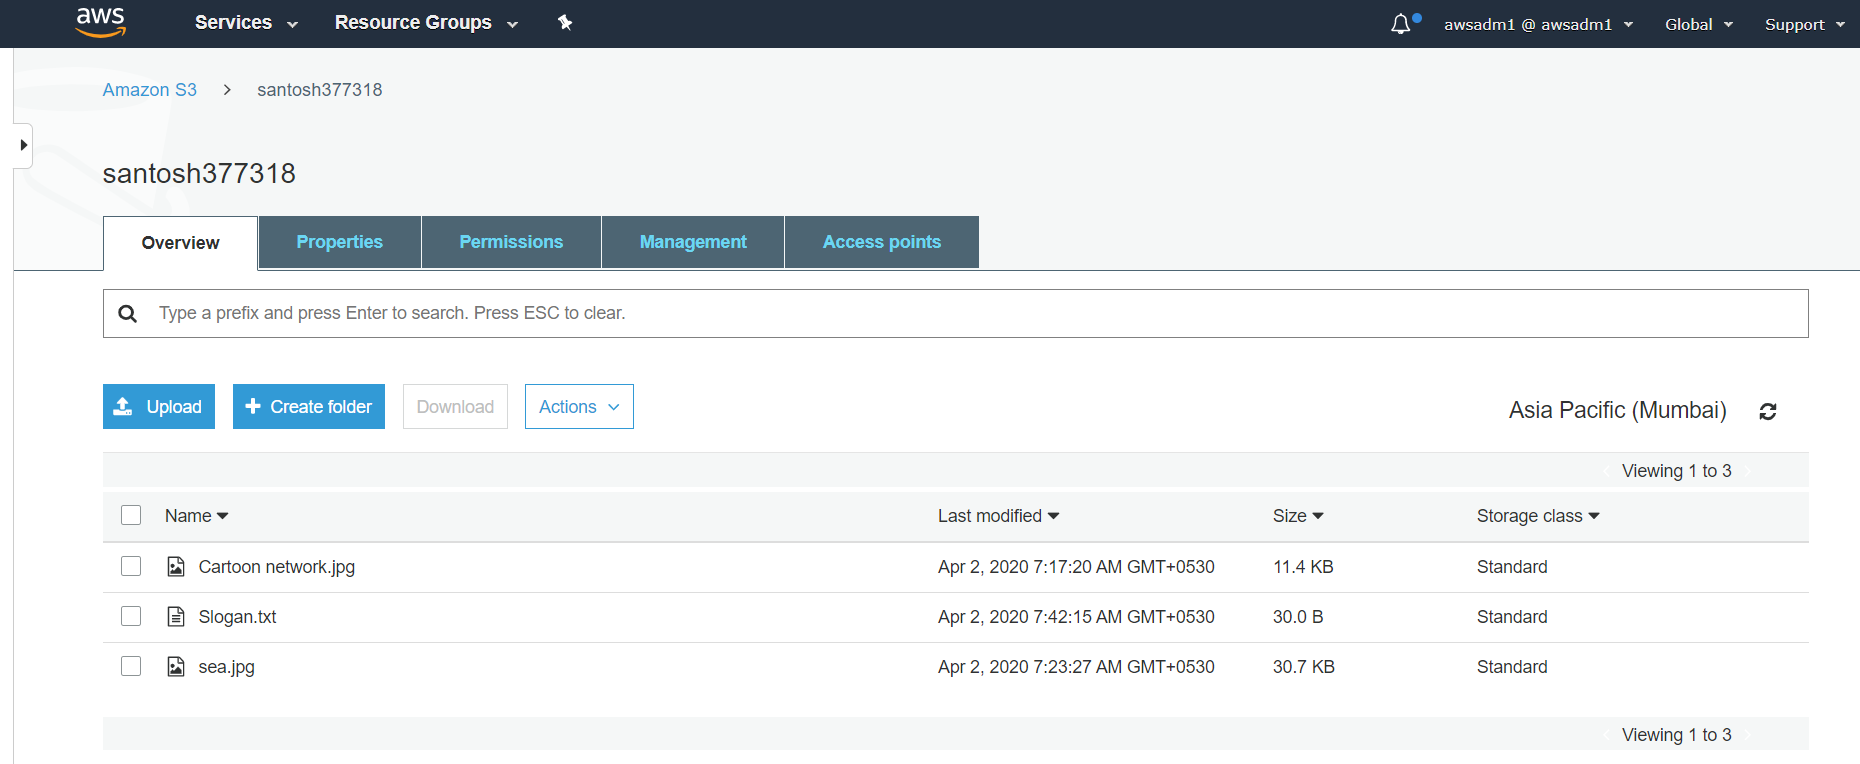 aws Services Resource Groups awsadm1 @ awsadm1 Global Support
Amazon S3 > santosh377318
santosh377318
Overview Properties Permissions Management Access points
Type a prefix and press Enter to search. Press ESC to clear.
Upload + Create folder Download Actions Asia Pacific (Mumbai)
Viewing 1 to 3
Name Last modified Size Storage class
Cartoon network.jpg Apr 2, 2020 7:17:20 AM GMT+0530 11.4 KB Standard
Slogan.txt Apr 2, 2020 7:42:15 AM GMT+0530 30.0 B Standard
sea.jpg Apr 2, 2020 7:23:27 AM GMT+0530 30.7 KB Standard
Viewing 1 to 3